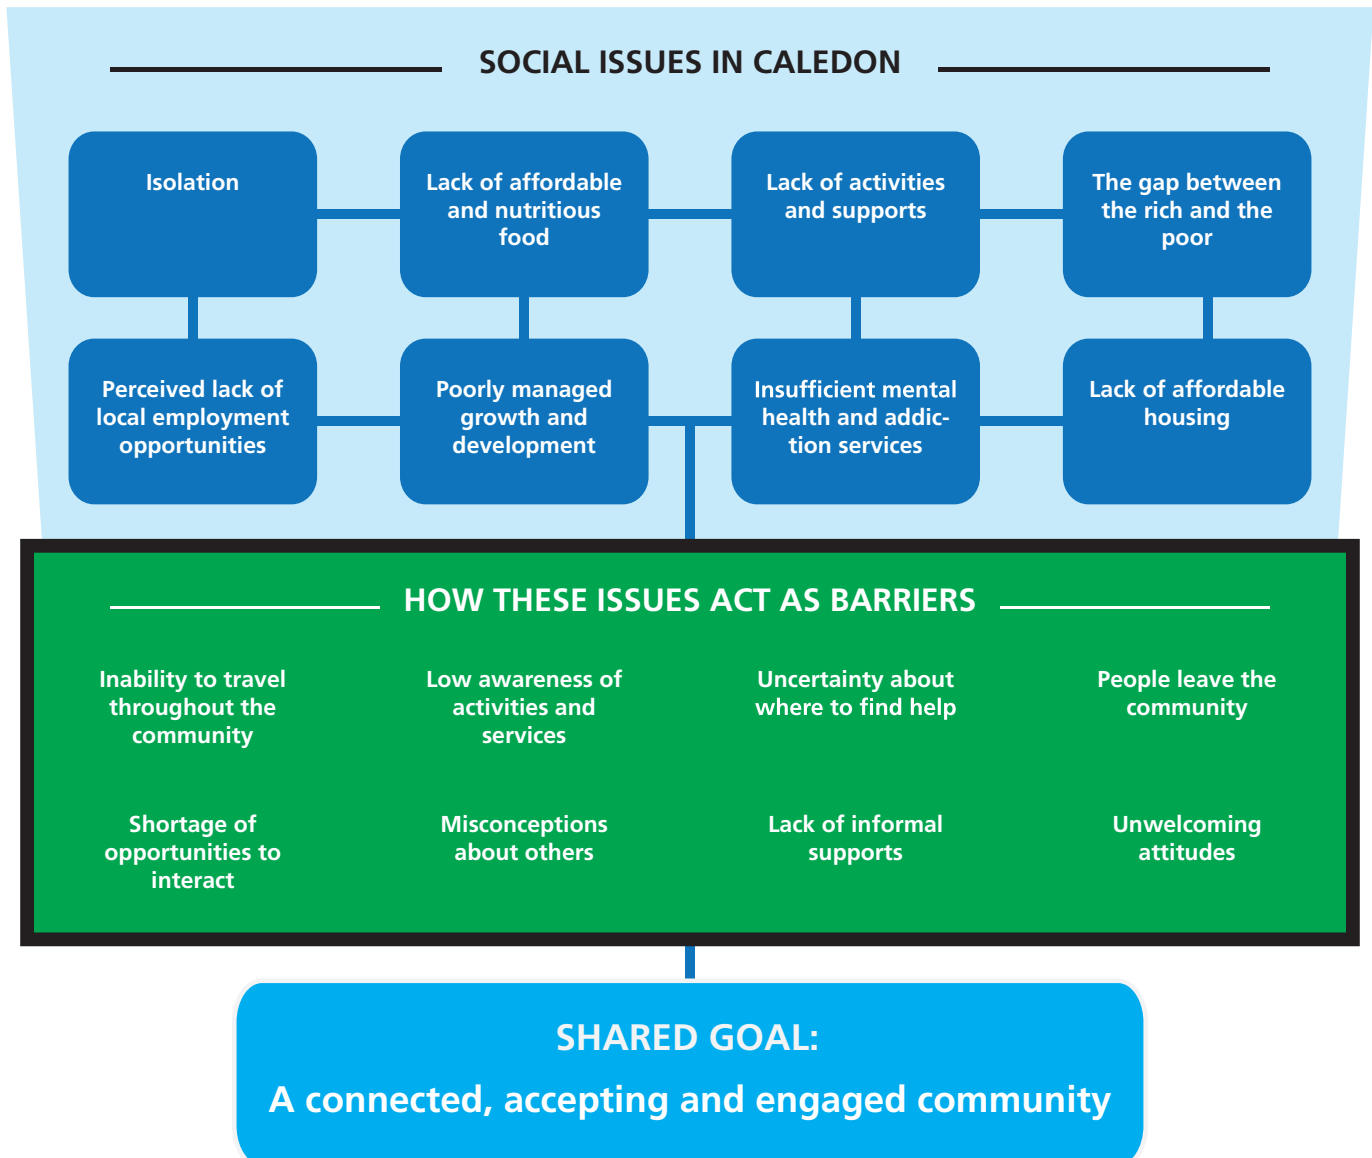 SOCIAL ISSUES IN CALEDON
Isolation
Lack of affordable
and nutritious
food
Lack of activities
and supports
The gap between
the rich and the
poor
Perceived lack of
local employment
opportunities
Poorly managed
growth and
development
Insufficient mental
health and addic-
tion services
Lack of affordable
housing
HOW THESE ISSUES ACT AS BARRIERS
Inability to travel
throughout the
community
Low awareness of
activities and
services
Uncertainty about
where to find help
People leave the
community
Shortage of
opportunities to
interact
Misconceptions
about others
Lack of informal
supports
Unwelcoming
attitudes
SHARED GOAL:
A connected, accepting and engaged community